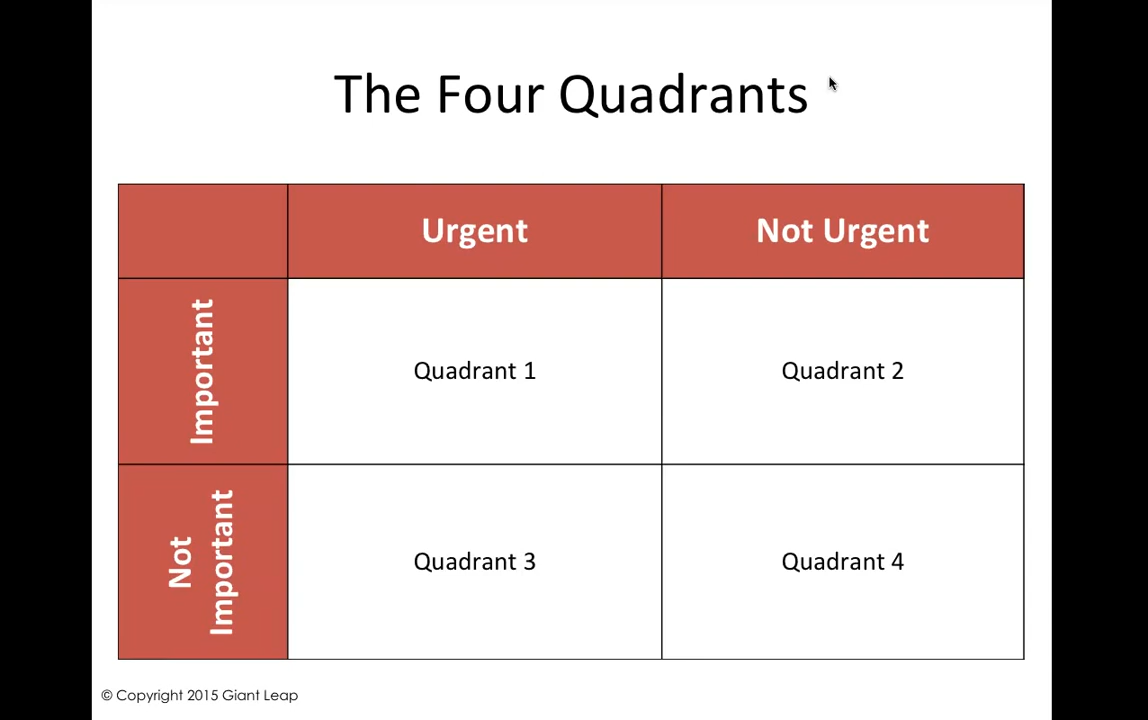 The Four Quadrants
Urgent
Not Urgent
Important
Quadrant 1
Quadrant 2
Not
Important
Quadrant 3
Quadrant 4
© Copyright 2015 Giant Leap